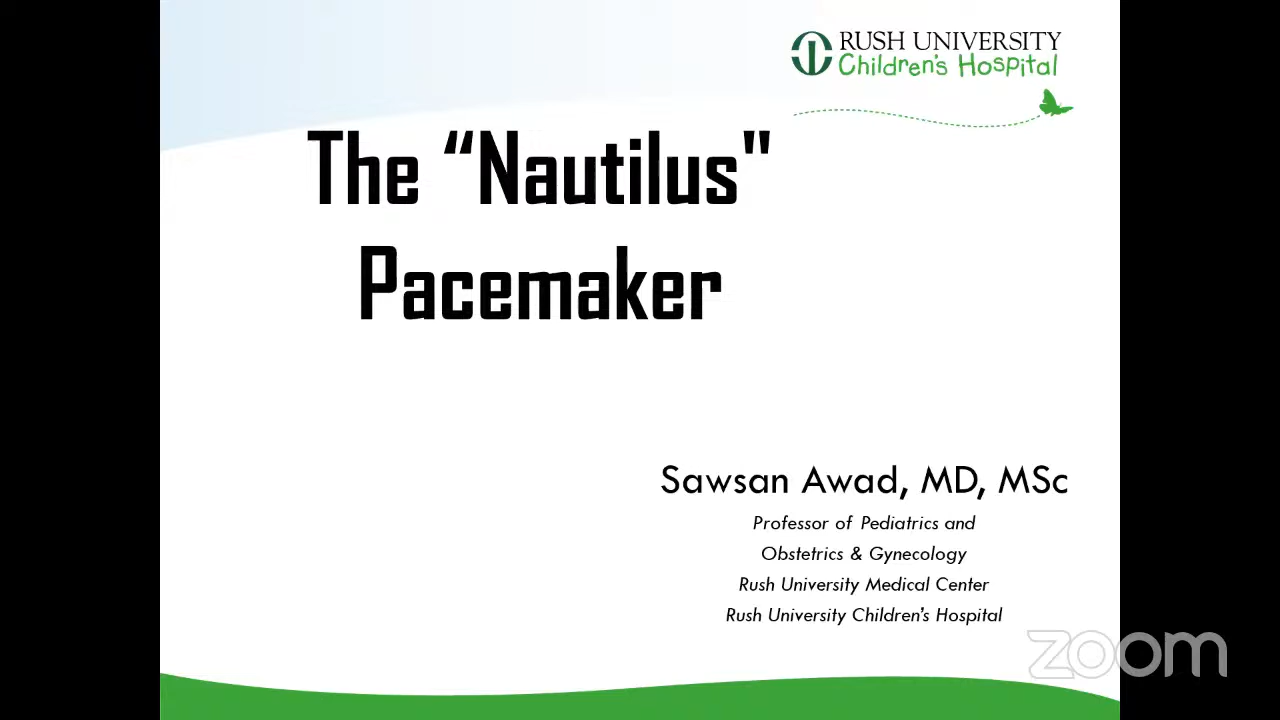 RUSH UNIVERSITY
Children's Hospital
The “Nautilus"
Pacemaker
Sawsan Awad, MD, MSc
Professor of Pediatrics and
Obstetrics & Gynecology
Rush University Medical Center
Rush University Children’s Hospital
zoom